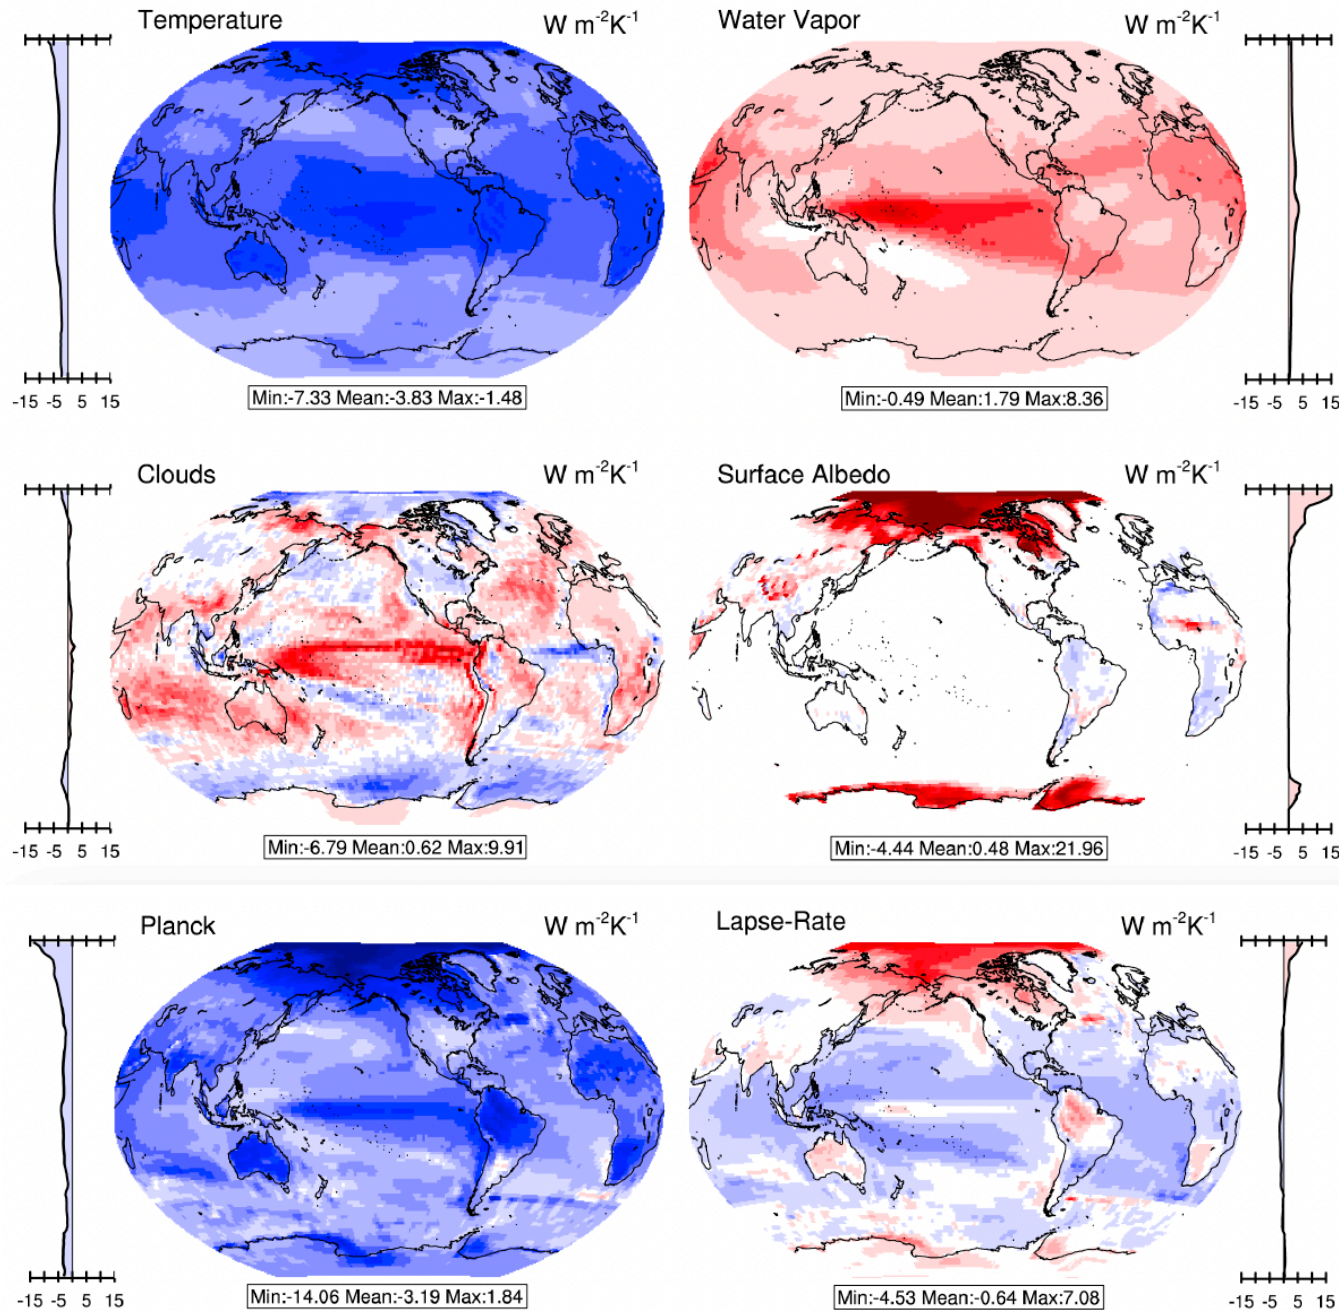 Temperature W m⁻²K⁻¹
Water Vapor W m⁻²K⁻¹
-15 -5 5 15
Min:-7.33 Mean:-3.83 Max:-1.48
Min:-0.49 Mean:1.79 Max:8.36
-15 -5 5 15
Clouds W m⁻²K⁻¹
Surface Albedo W m⁻²K⁻¹
-15 -5 5 15
Min:-6.79 Mean:0.62 Max:9.91
Min:-4.44 Mean:0.48 Max:21.96
-15 -5 5 15
Planck W m⁻²K⁻¹
Lapse-Rate W m⁻²K⁻¹
-15 -5 5 15
Min:-14.06 Mean:-3.19 Max:1.84
Min:-4.53 Mean:-0.64 Max:7.08
-15 -5 5 15